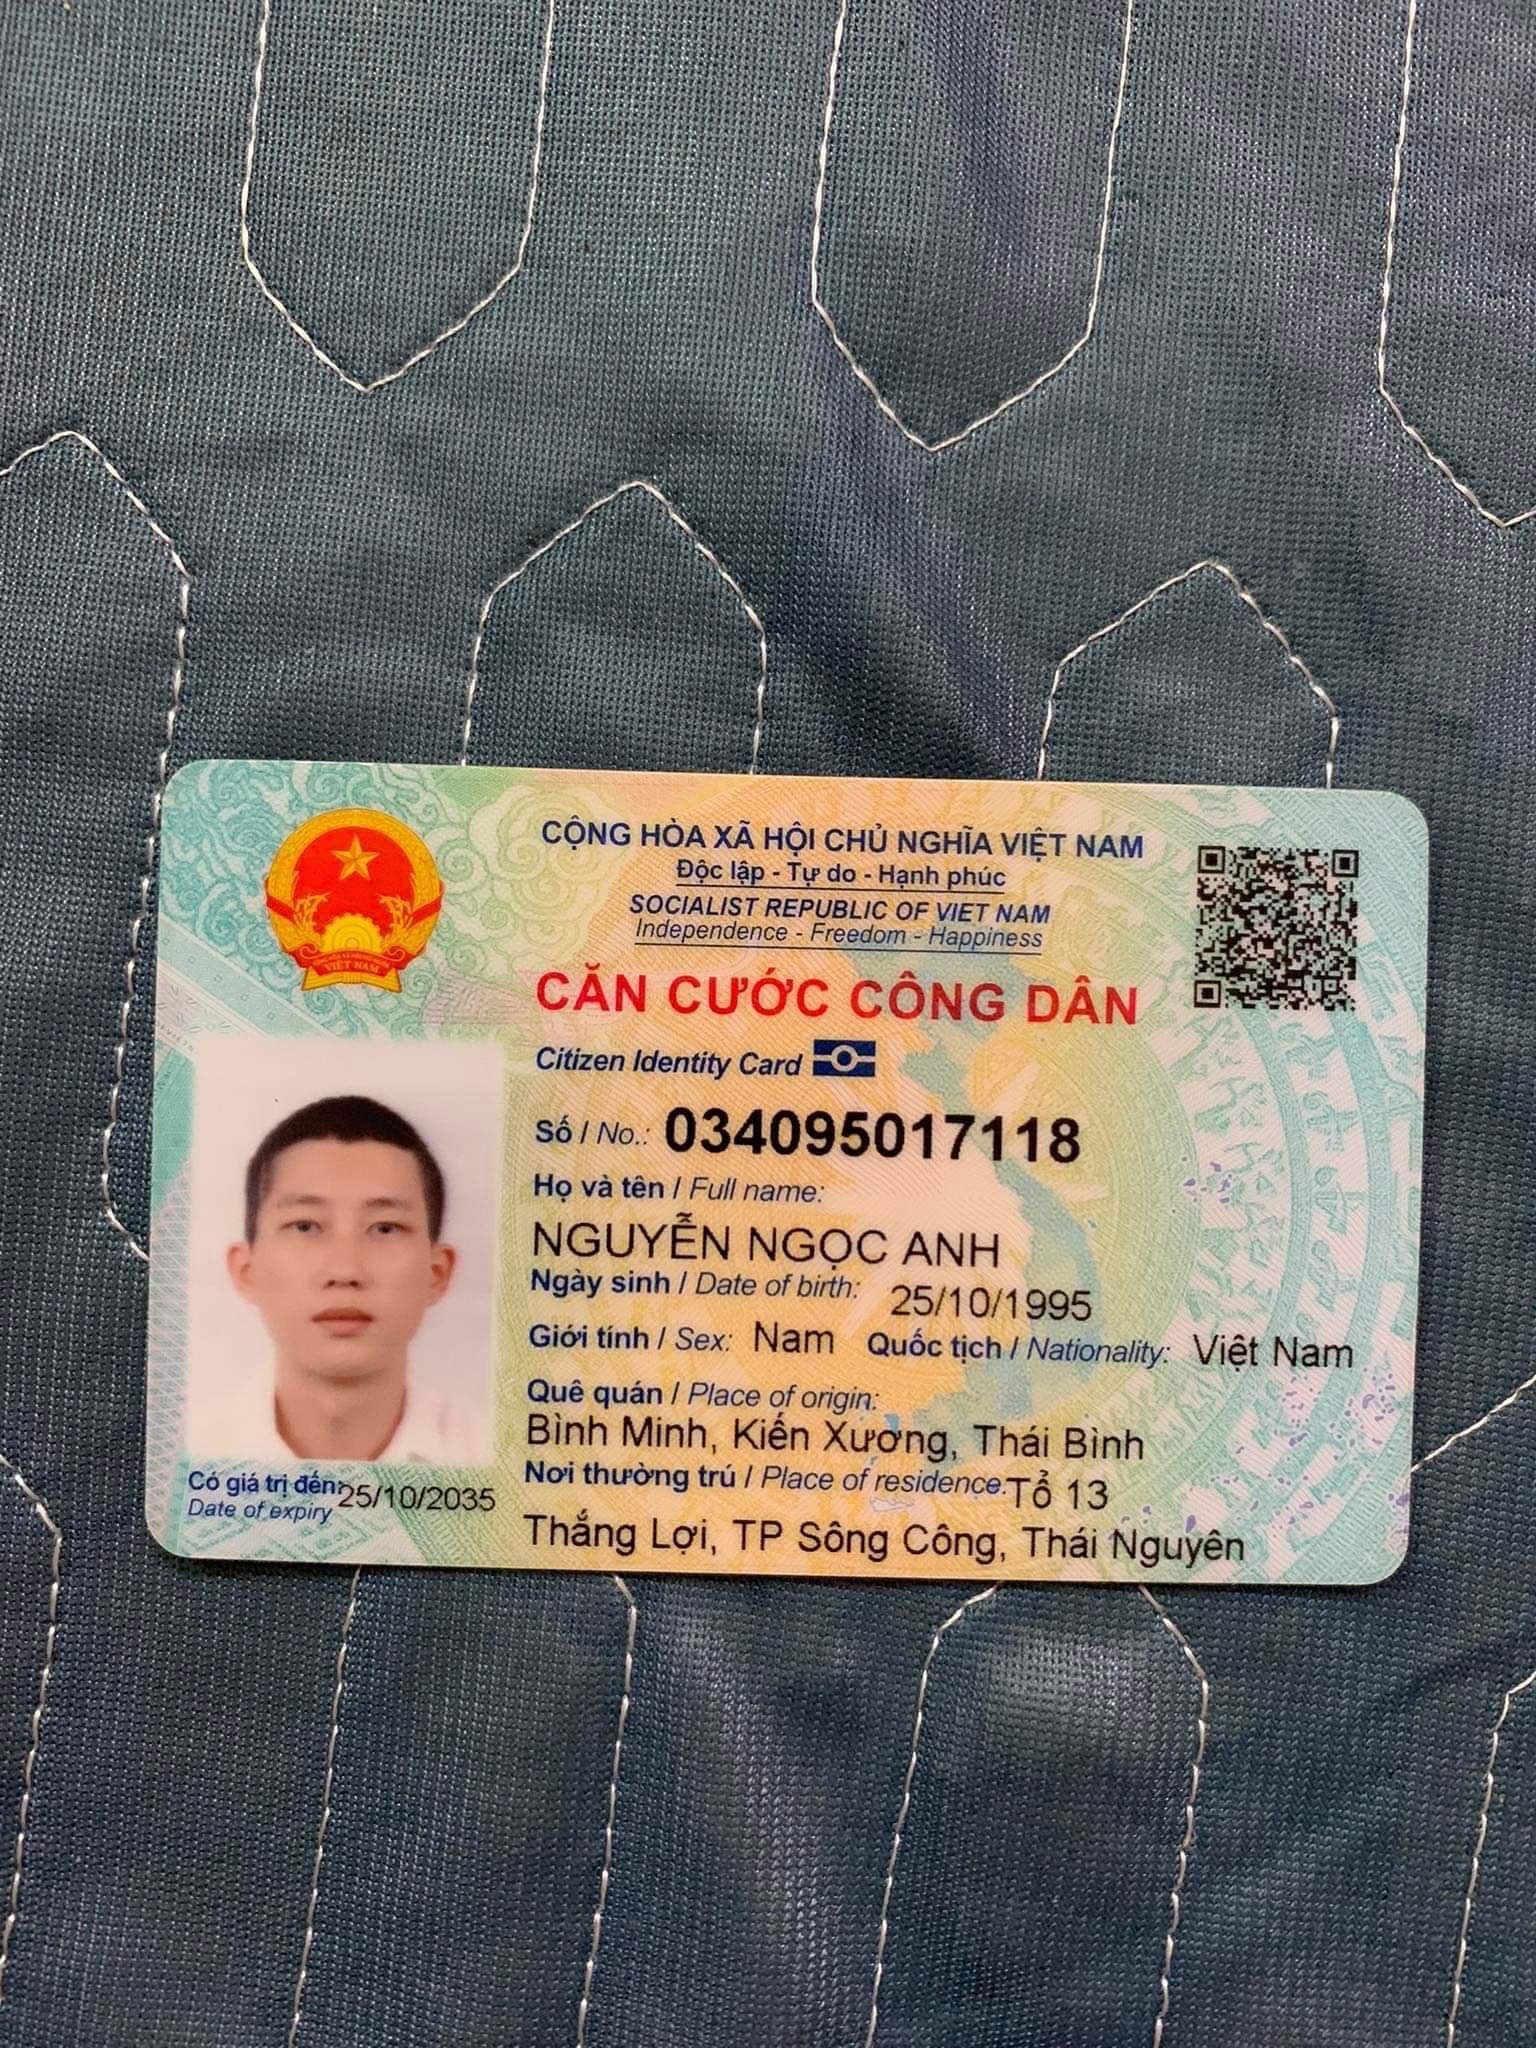 CỘNG HÒA XÃ HỘI CHỦ NGHĨA VIỆT NAM
Độc lập - Tự do - Hạnh phúc
SOCIALIST REPUBLIC OF VIET NAM
Independence - Freedom - Happiness
VIỆT NAM
CĂN CƯỚC CÔNG DÂN
Citizen Identity Card
Số / No.: 034095017118
Họ và tên / Full name:
NGUYỄN NGỌC ANH
Ngày sinh / Date of birth: 25/10/1995
Giới tính / Sex: Nam Quốc tịch / Nationality: Việt Nam
Quê quán / Place of origin:
Bình Minh, Kiến Xương, Thái Bình
Nơi thường trú / Place of residence: Tổ 13
Thắng Lợi, TP Sông Công, Thái Nguyên
Có giá trị đến: 25/10/2035
Date of expiry